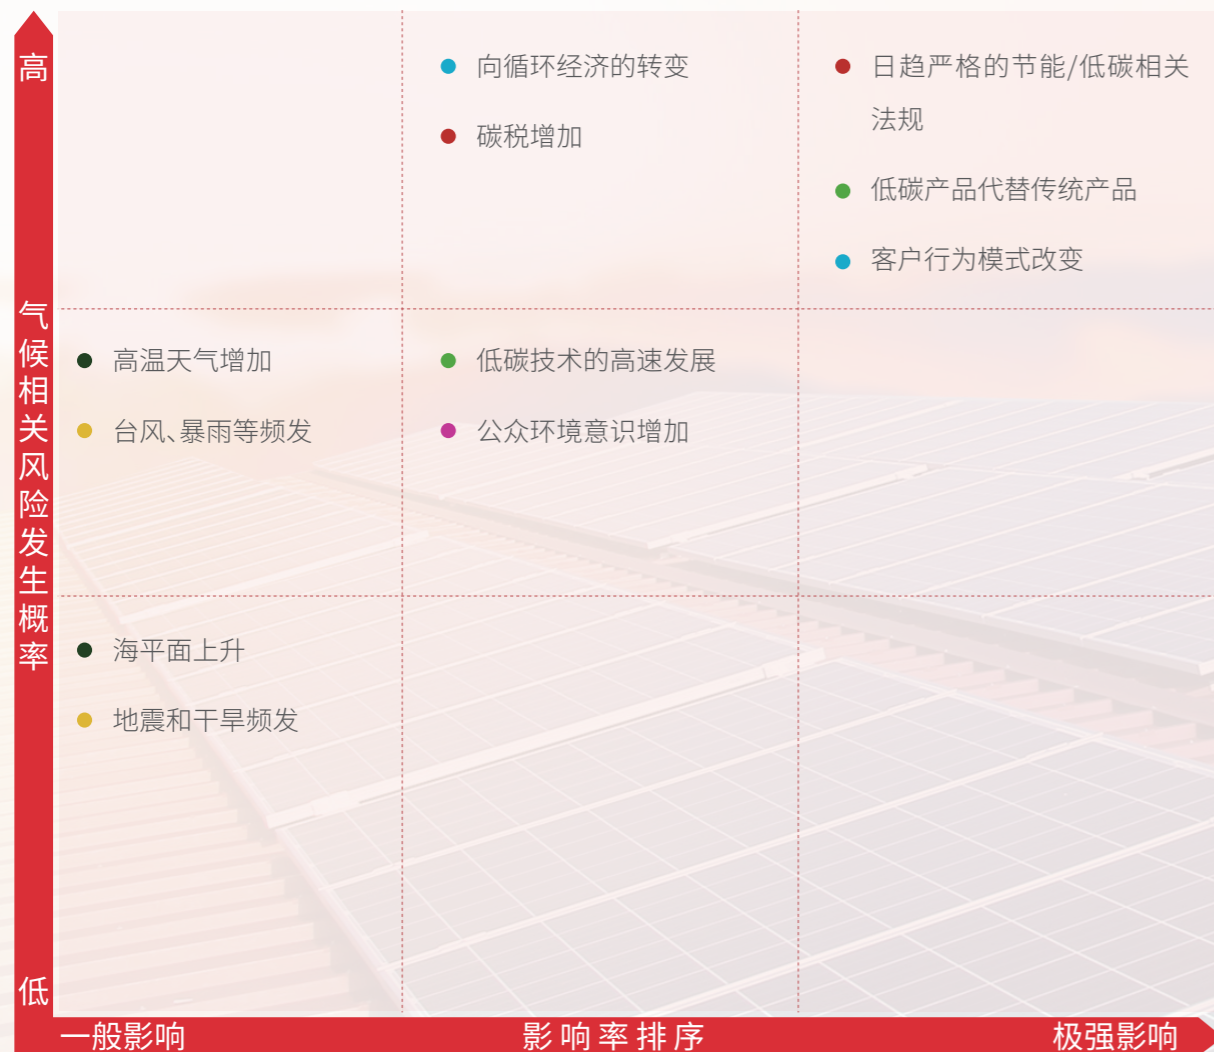 高
气候相关风险发生概率
低
向循环经济的转变
碳税增加
日趋严格的节能/低碳相关
法规
低碳产品代替传统产品
客户行为模式改变
高温天气增加
台风、暴雨等频发
低碳技术的高速发展
公众环境意识增加
海平面上升
地震和干旱频发
一般影响
影响率排序
极强影响